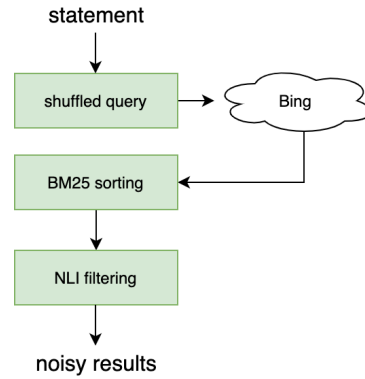 statement
shuffled query
Bing
BM25 sorting
NLI filtering
noisy results